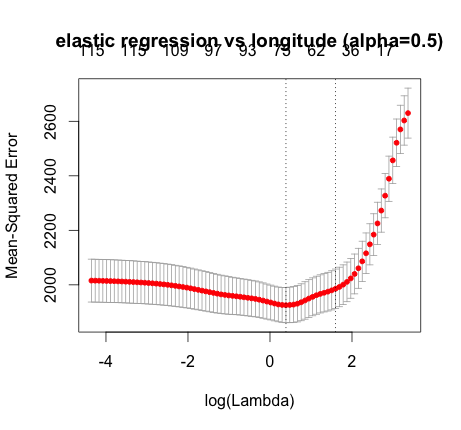 elastic regression vs longitude (alpha=0.5)
115 115 109 97 93 75 62 36 17
Mean-Squared Error
2000 2200 2400 2600
-4 -2 0 2
log(Lambda)